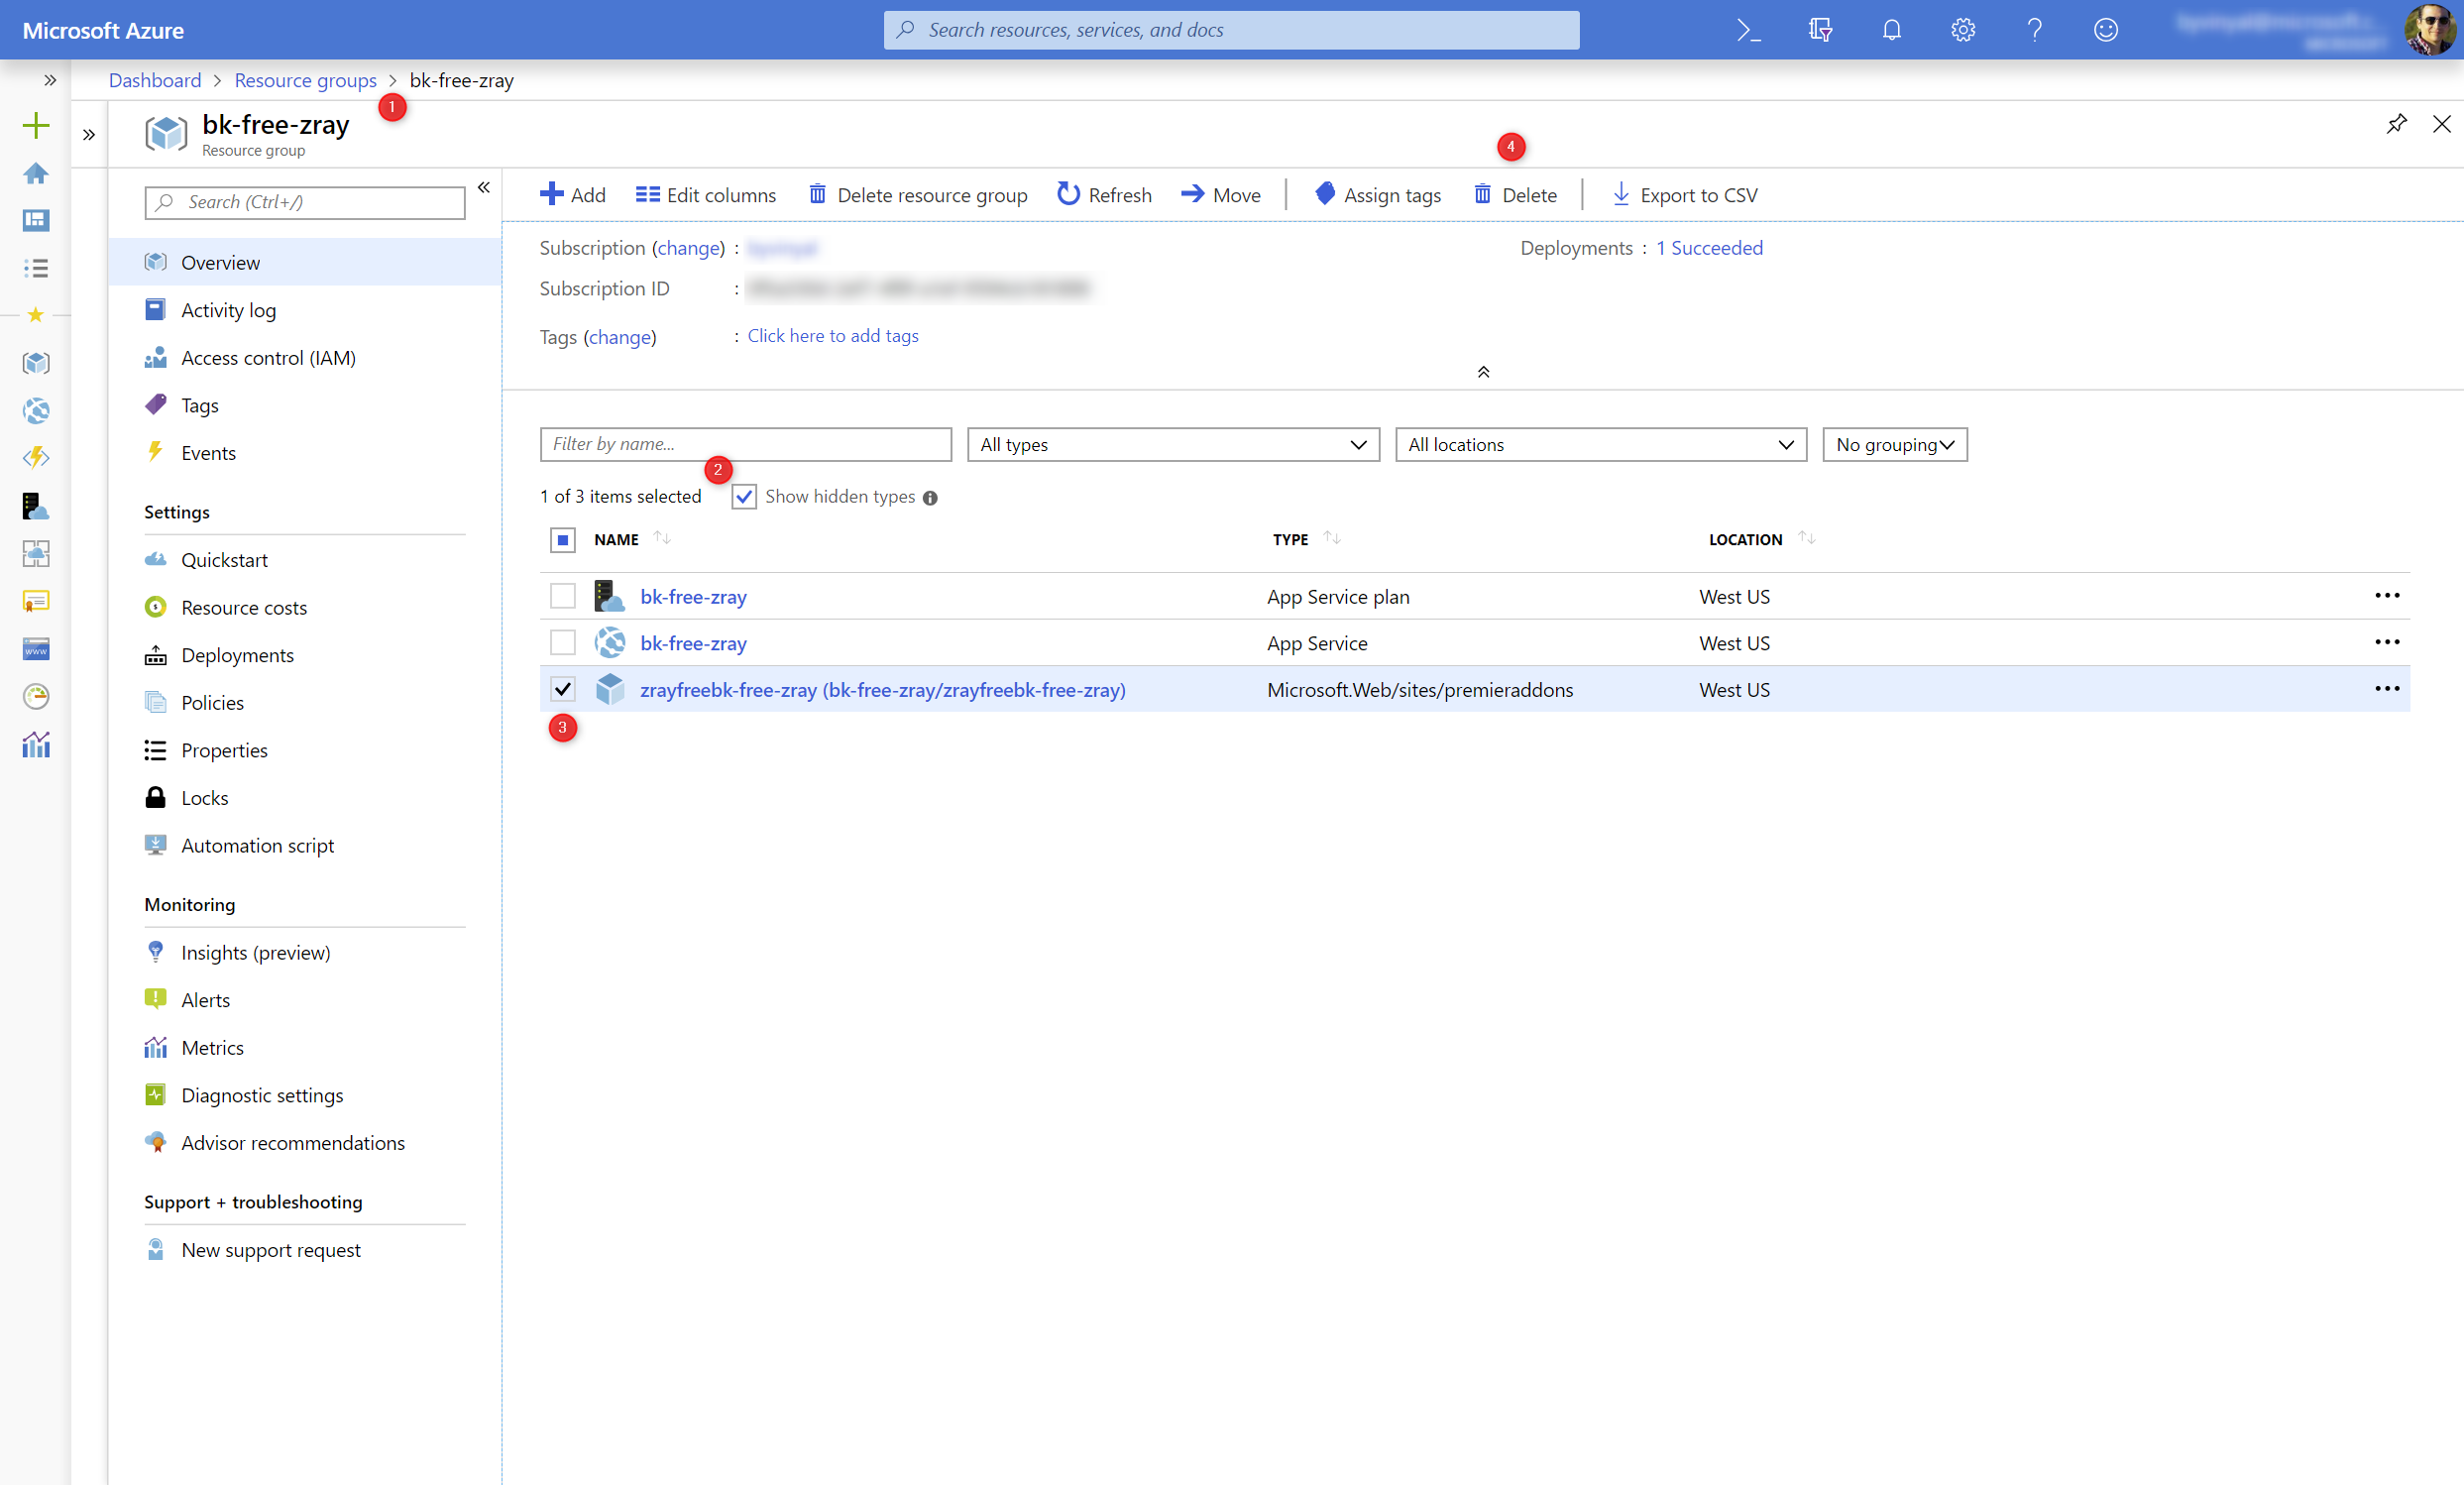 Microsoft Azure
Search resources, services, and docs
Dashboard > Resource groups > bk-free-zray
1
bk-free-zray
Resource group
4
Search (Ctrl+/)
Add
Edit columns
Delete resource group
Refresh
Move
Assign tags
Delete
Export to CSV
Overview
Activity log
Access control (IAM)
Tags
Events
Settings
Quickstart
Resource costs
Deployments
Policies
Properties
Locks
Automation script
Monitoring
Insights (preview)
Alerts
Metrics
Diagnostic settings
Advisor recommendations
Support + troubleshooting
New support request
Subscription (change) :
Deployments : 1 Succeeded
Subscription ID :
Tags (change) : Click here to add tags
Filter by name...
All types
All locations
No grouping
2
1 of 3 items selected
Show hidden types
NAME TYPE LOCATION
bk-free-zray App Service plan West US
bk-free-zray App Service West US
zrayfreebk-free-zray (bk-free-zray/zrayfreebk-free-zray) Microsoft.Web/sites/premieraddons West US
3
www